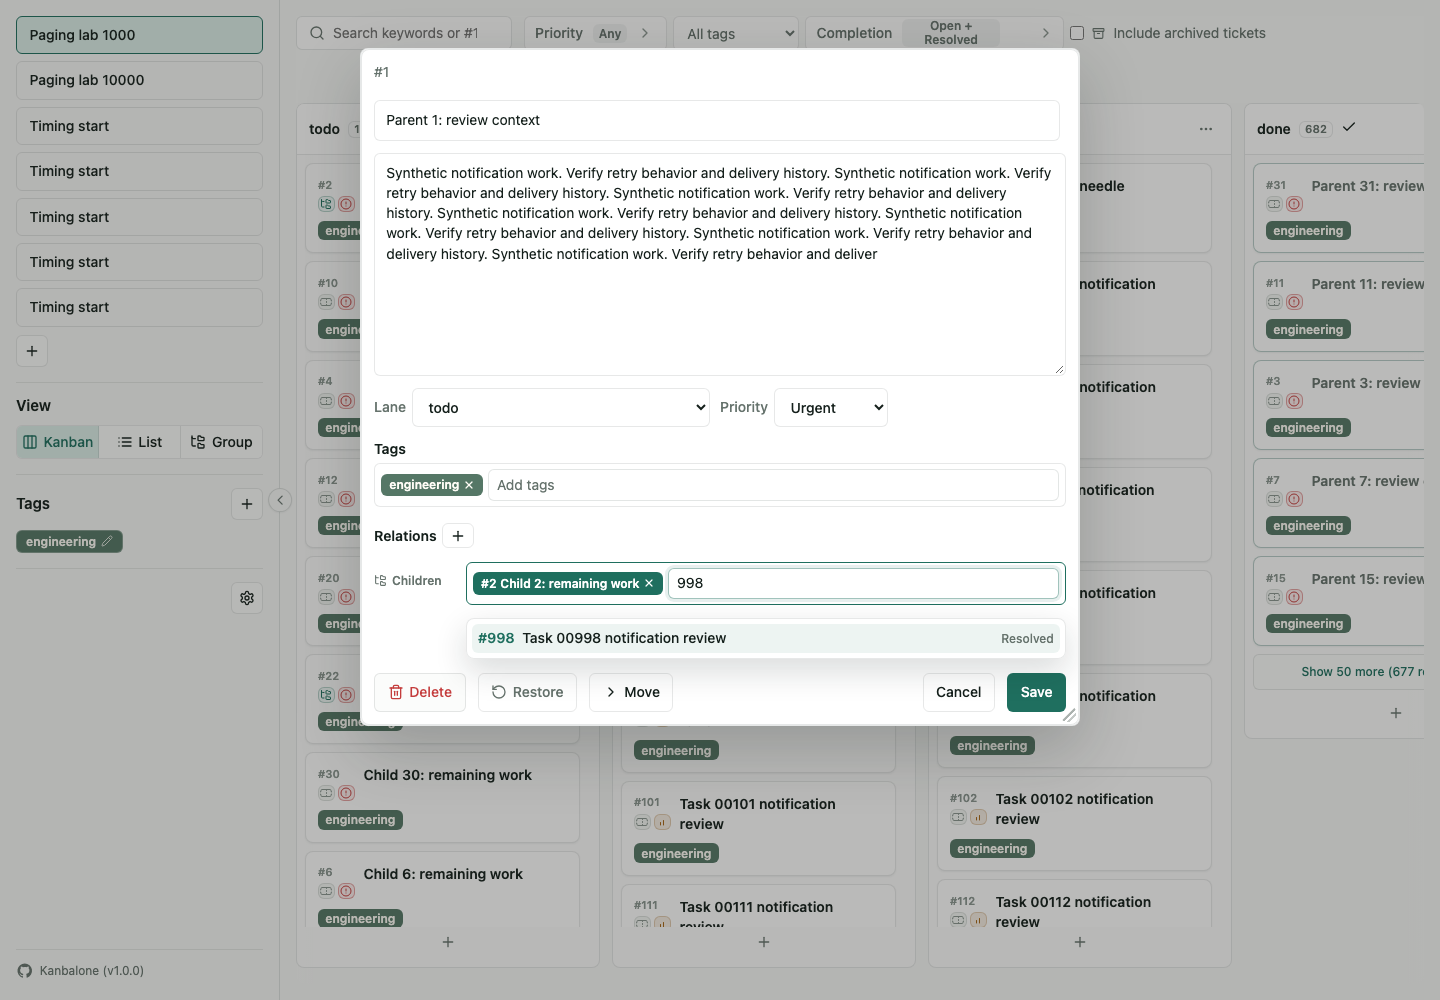 Paging lab 1000
Paging lab 10000
Timing start
Timing start
Timing start
Timing start
Timing start
+
View
Kanban
List
Group
Tags
+
engineering
Kanbalone (v1.0.0)
Search keywords or #1
Priority Any
All tags
Completion Open + Resolved
Include archived tickets
todo
#2
#10
#4
#12
#20
#22
#30 Child 30: remaining work
engineering
#6 Child 6: remaining work
engineering
+
engineering
#101 Task 00101 notification
review
engineering
#111 Task 00111 notification
+
needle
notification
notification
notification
notification
notification
engineering
#102 Task 00102 notification
review
engineering
#112 Task 00112 notification
review
+
done 682
#31 Parent 31: review
engineering
#11 Parent 11: review
engineering
#3 Parent 3: review
engineering
#7 Parent 7: review
engineering
#15 Parent 15: review
engineering
Show 50 more (677
+
#1
Parent 1: review context
Synthetic notification work. Verify retry behavior and delivery history. Synthetic notification work. Verify
retry behavior and delivery history. Synthetic notification work. Verify retry behavior and delivery
history. Synthetic notification work. Verify retry behavior and delivery history. Synthetic notification
work. Verify retry behavior and delivery history. Synthetic notification work. Verify retry behavior and
delivery history. Synthetic notification work. Verify retry behavior and deliver
Lane todo Priority Urgent
Tags
engineering × Add tags
Relations +
Children #2 Child 2: remaining work × 998
#998 Task 00998 notification review Resolved
Delete
Restore
Move
Cancel
Save